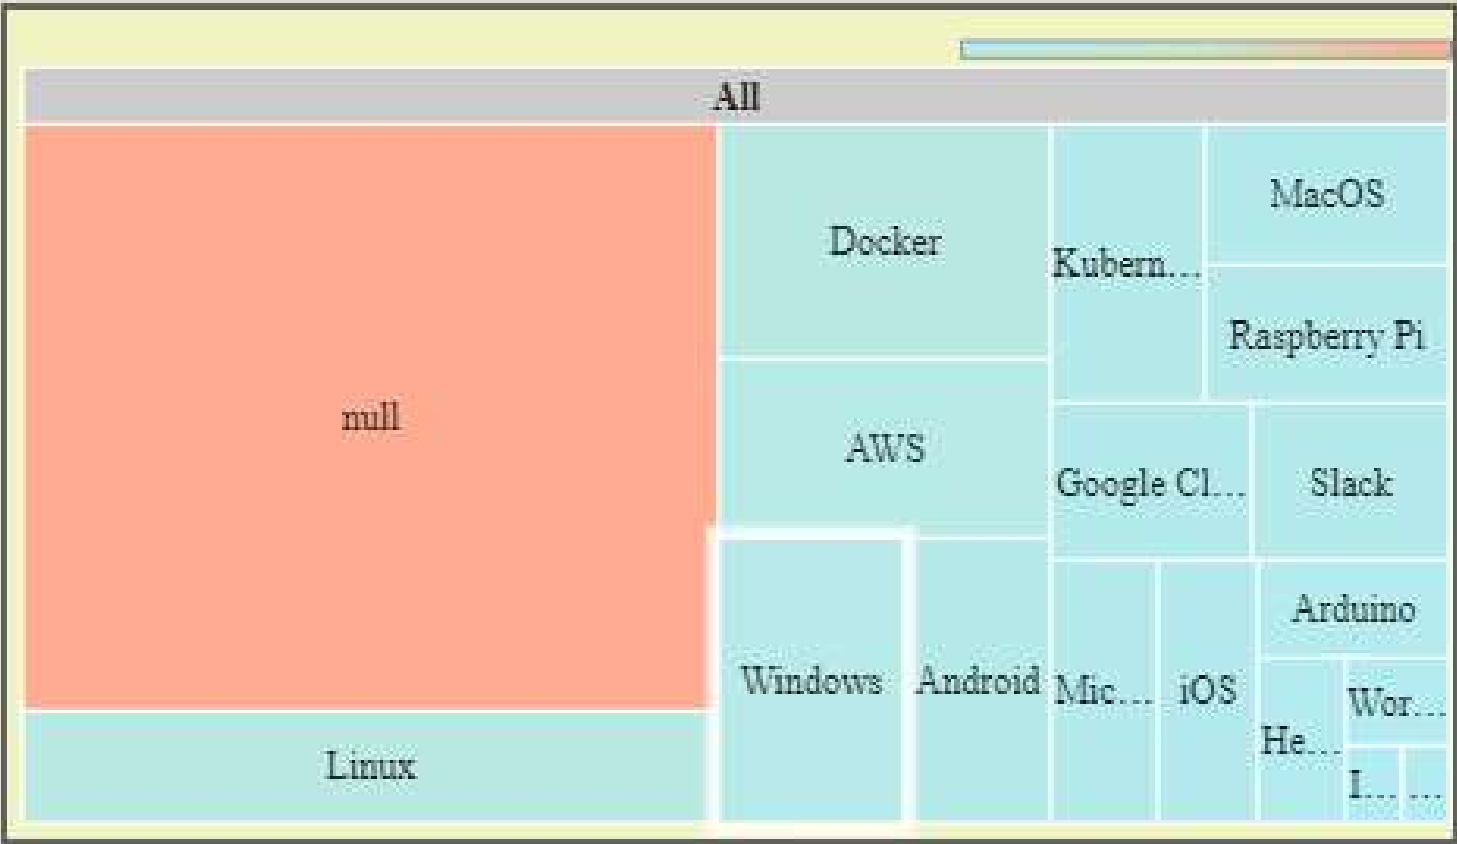 All
null
Linux
Docker
AWS
Windows
Android
Kubern...
MacOS
Raspberry Pi
Google Cl...
Slack
Mic...
iOS
Arduino
He...
Wor...
I...
...